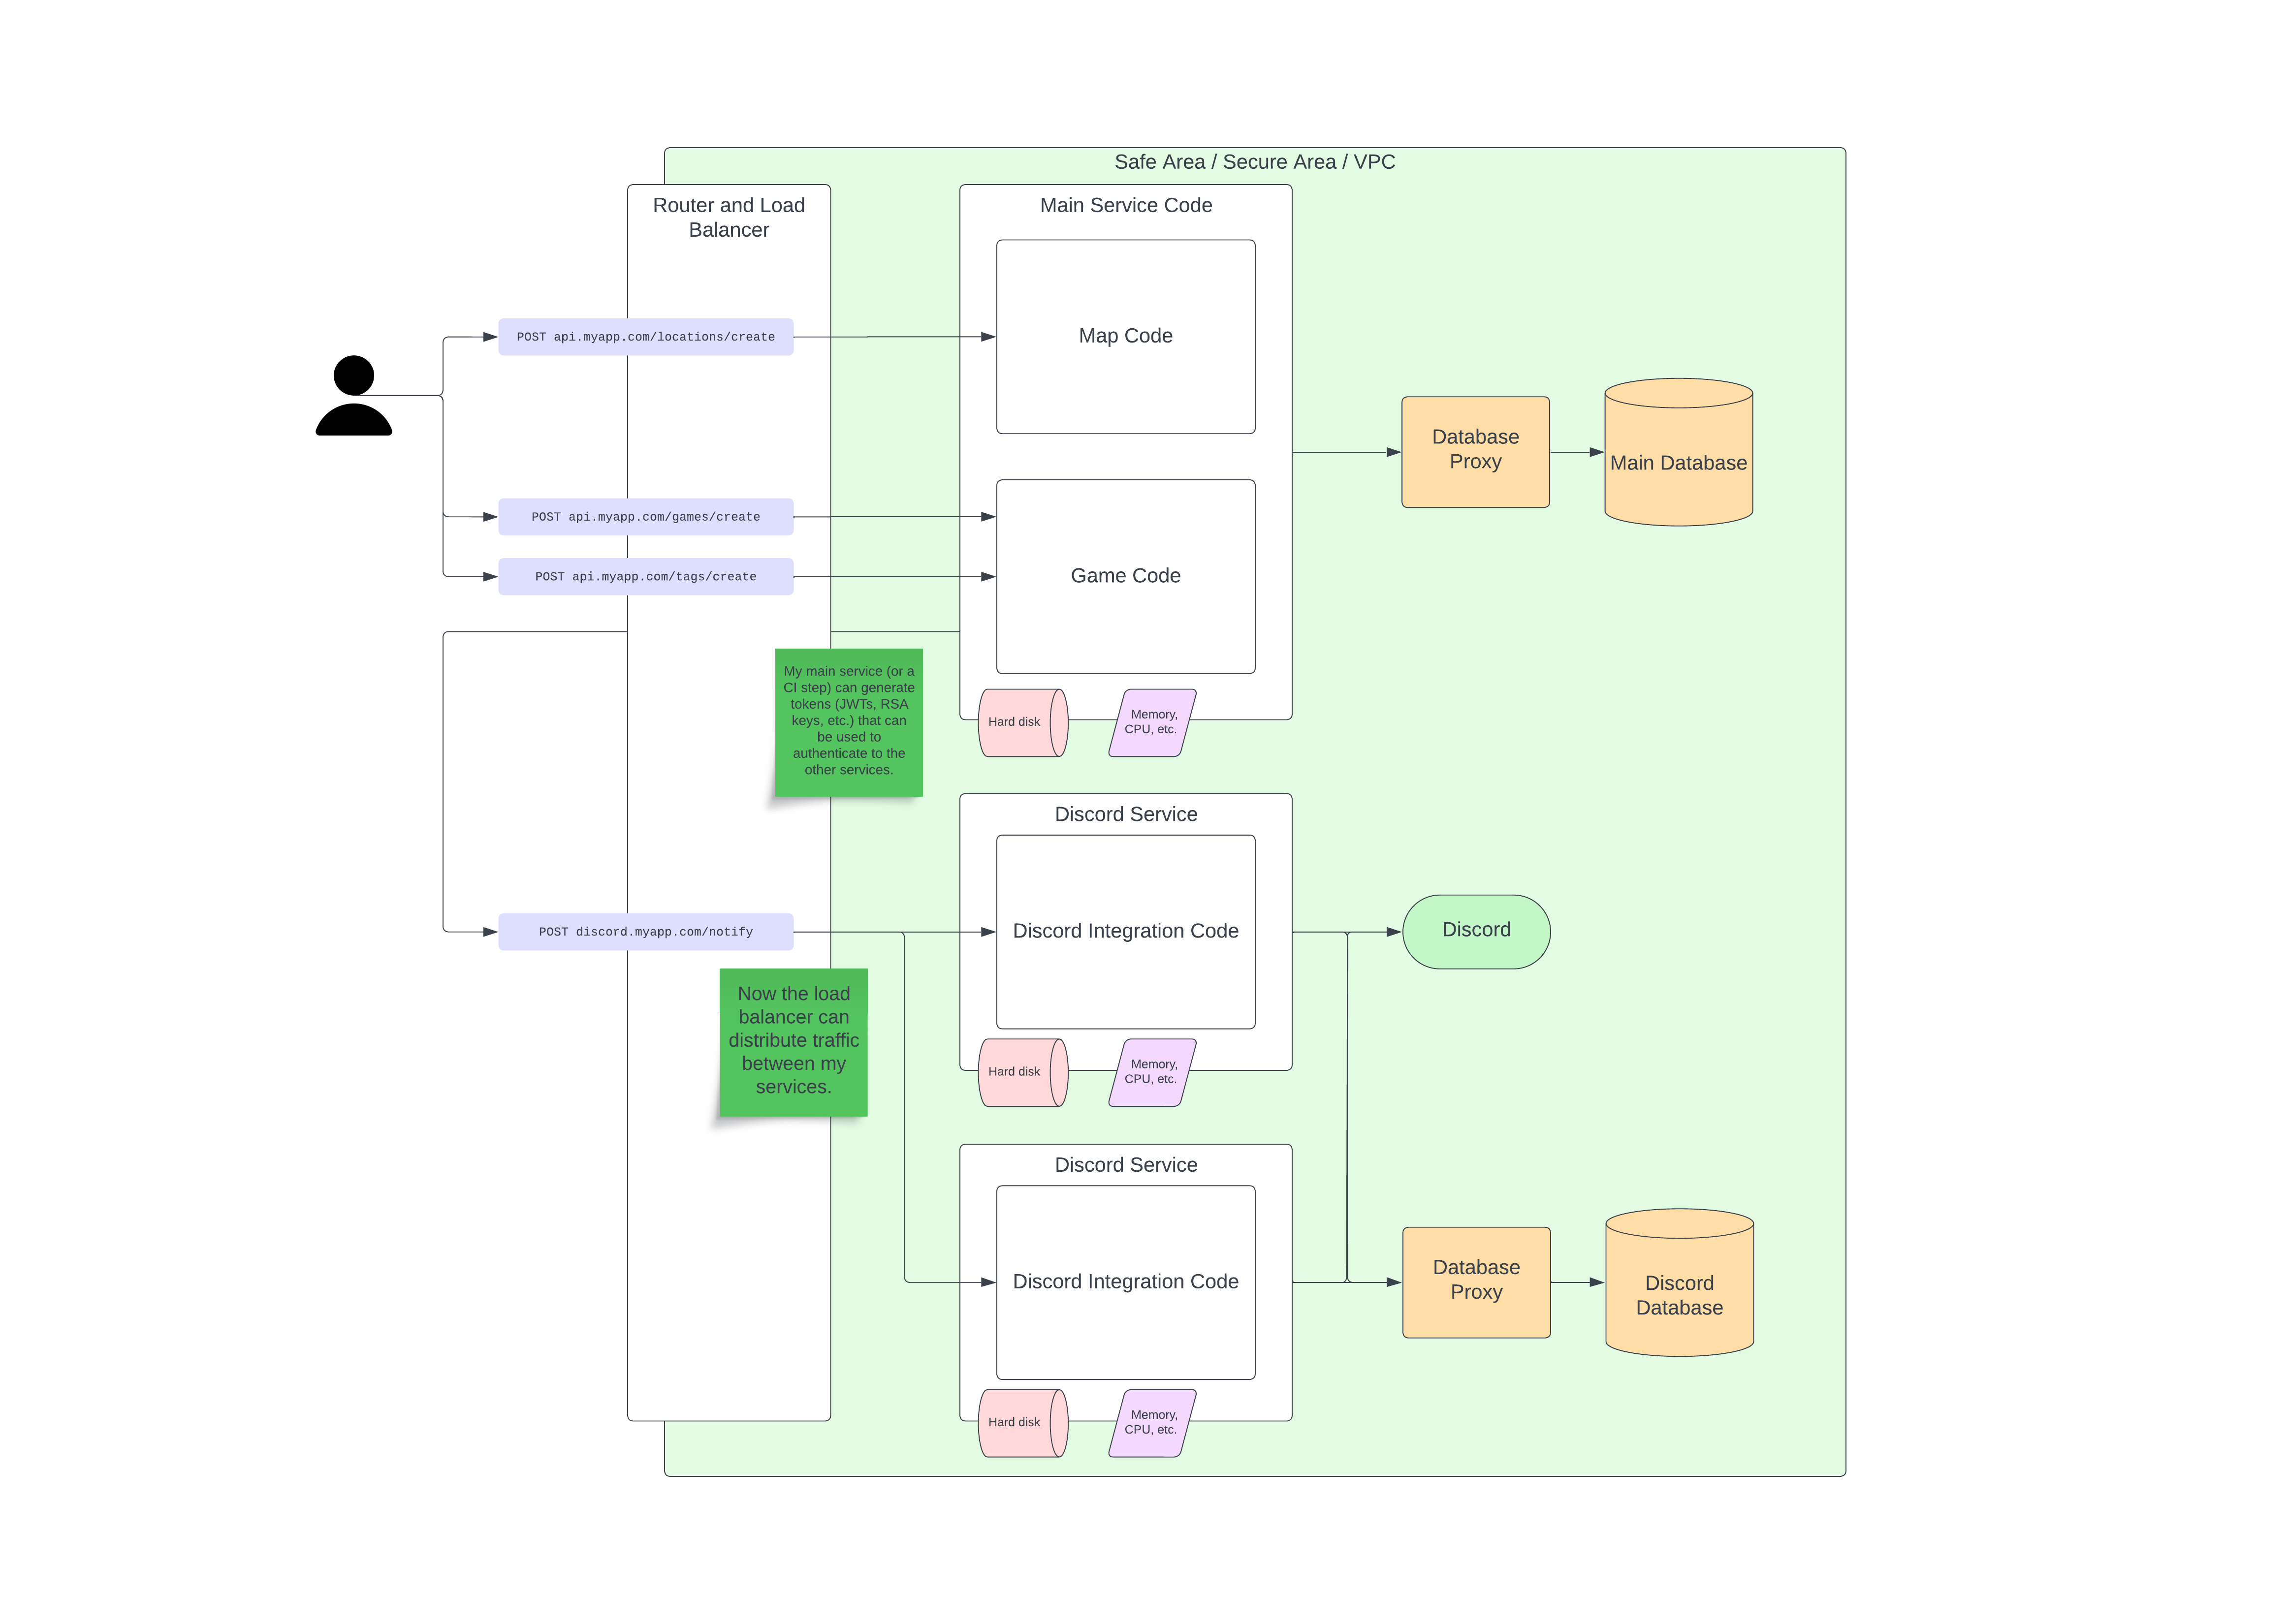 Safe Area / Secure Area / VPC
Router and Load
Balancer
Main Service Code
POST api.myapp.com/locations/create
Map Code
Database
Proxy
Main Database
POST api.myapp.com/games/create
POST api.myapp.com/tags/create
Game Code
My main service (or a
CI step) can generate
tokens (JWTs, RSA
keys, etc.) that can
be used to
authenticate to the
other services.
Hard disk
Memory,
CPU, etc.
Discord Service
POST discord.myapp.com/notify
Discord Integration Code
Discord
Now the load
balancer can
distribute traffic
between my
services.
Hard disk
Memory,
CPU, etc.
Discord Service
Discord Integration Code
Database
Proxy
Discord
Database
Hard disk
Memory,
CPU, etc.